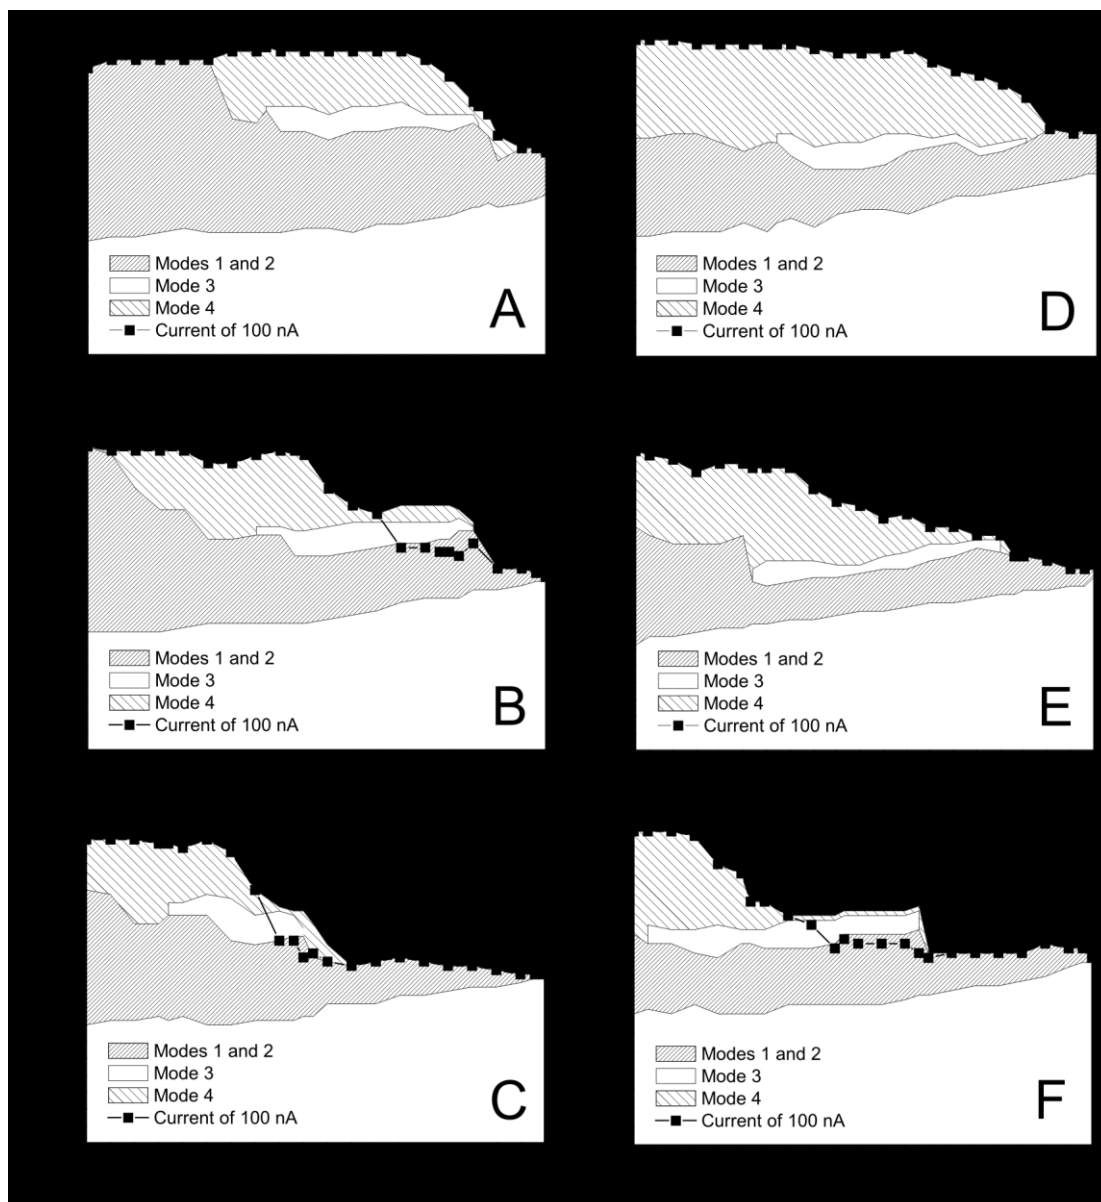 Modes 1 and 2
Mode 3
Mode 4
Current of 100 nA
A
Modes 1 and 2
Mode 3
Mode 4
Current of 100 nA
D
Modes 1 and 2
Mode 3
Mode 4
Current of 100 nA
B
Modes 1 and 2
Mode 3
Mode 4
Current of 100 nA
E
Modes 1 and 2
Mode 3
Mode 4
Current of 100 nA
C
Modes 1 and 2
Mode 3
Mode 4
Current of 100 nA
F